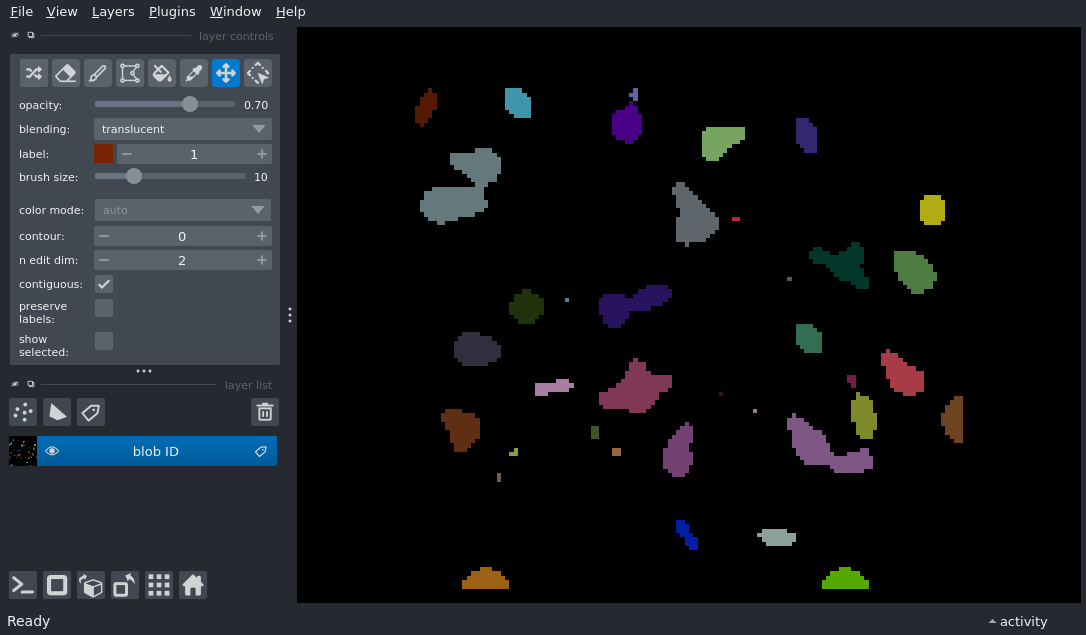 File View Layers Plugins Window Help
layer controls
opacity: 0.70
blending: translucent
label: 1
brush size: 10
color mode: auto
contour: 0
n edit dim: 2
contiguous:
preserve
labels:
show
selected:
layer list
blob ID
Ready
activity